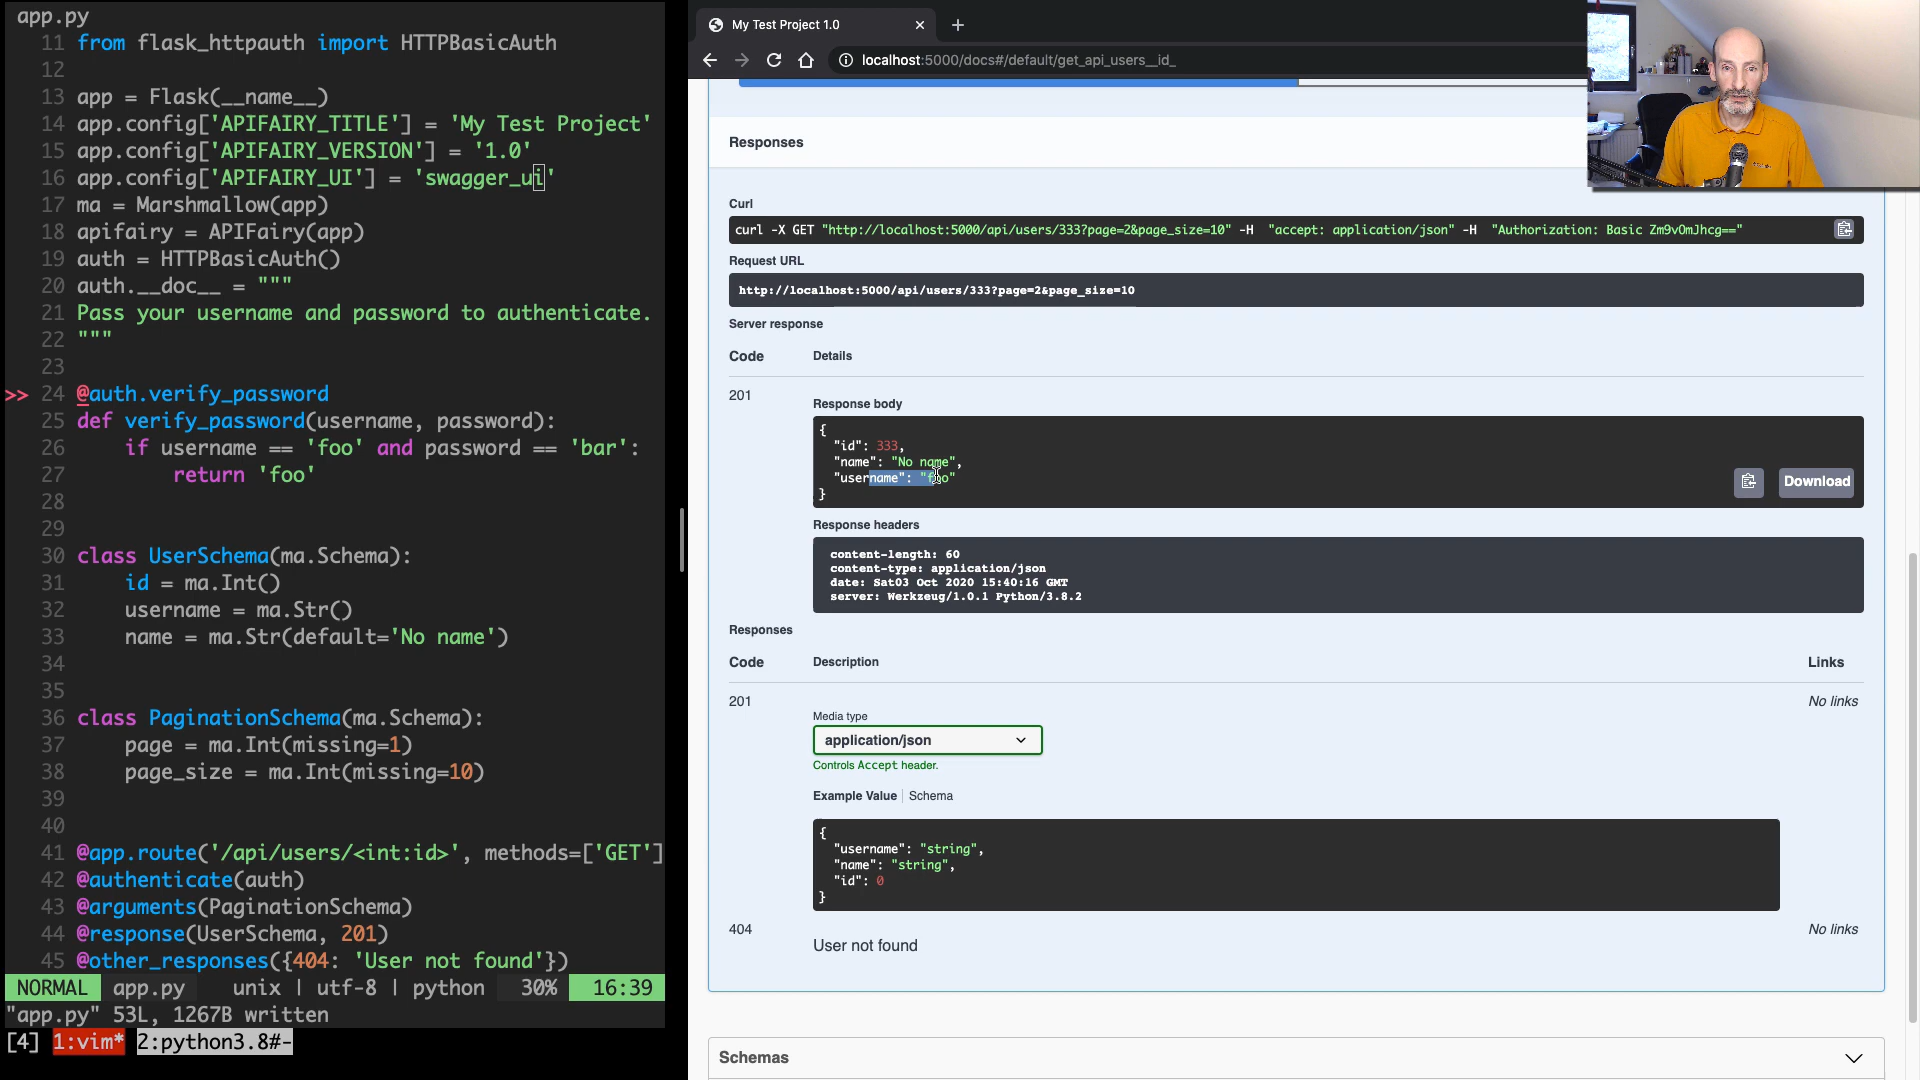 app.py
11 from flask_httpauth import HTTPBasicAuth
12
13 app = Flask(__name__)
14 app.config['APIFAIRY_TITLE'] = 'My Test Project'
15 app.config['APIFAIRY_VERSION'] = '1.0'
16 app.config['APIFAIRY_UI'] = 'swagger_ui'
17 ma = Marshmallow(app)
18 apifairy = APIFairy(app)
19 auth = HTTPBasicAuth()
20 auth.__doc__ = """
21 Pass your username and password to authenticate.
22 """
23
>> 24 @auth.verify_password
25 def verify_password(username, password):
26 if username == 'foo' and password == 'bar':
27 return 'foo'
28
29
30 class UserSchema(ma.Schema):
31 id = ma.Int()
32 username = ma.Str()
33 name = ma.Str(default='No name')
34
35
36 class PaginationSchema(ma.Schema):
37 page = ma.Int(missing=1)
38 page_size = ma.Int(missing=10)
39
40
41 @app.route('/api/users/<int:id>', methods=['GET']
42 @authenticate(auth)
43 @arguments(PaginationSchema)
44 @response(UserSchema, 201)
45 @other_responses({404: 'User not found'})
NORMAL app.py unix | utf-8 | python 30% 16:39
"app.py" 53L, 1267B written
[4] 1:vim* 2:python3.8#-
My Test Project 1.0
localhost:5000/docs#/default/get_api_users__id_
Responses
Curl
curl -X GET "http://localhost:5000/api/users/333?page=2&page_size=10" -H "accept: application/json" -H "Authorization: Basic Zm9vOmJhcg=="
Request URL
http://localhost:5000/api/users/333?page=2&page_size=10
Server response
Code Details
201
Response body
{
"id": 333,
"name": "No name",
"username": "foo"
}
Download
Response headers
content-length: 60
content-type: application/json
date: Sat03 Oct 2020 15:40:16 GMT
server: Werkzeug/1.0.1 Python/3.8.2
Responses
Code Description Links
201 No links
Media type
application/json
Controls Accept header.
Example Value Schema
{
"username": "string",
"name": "string",
"id": 0
}
404 No links
User not found
Schemas